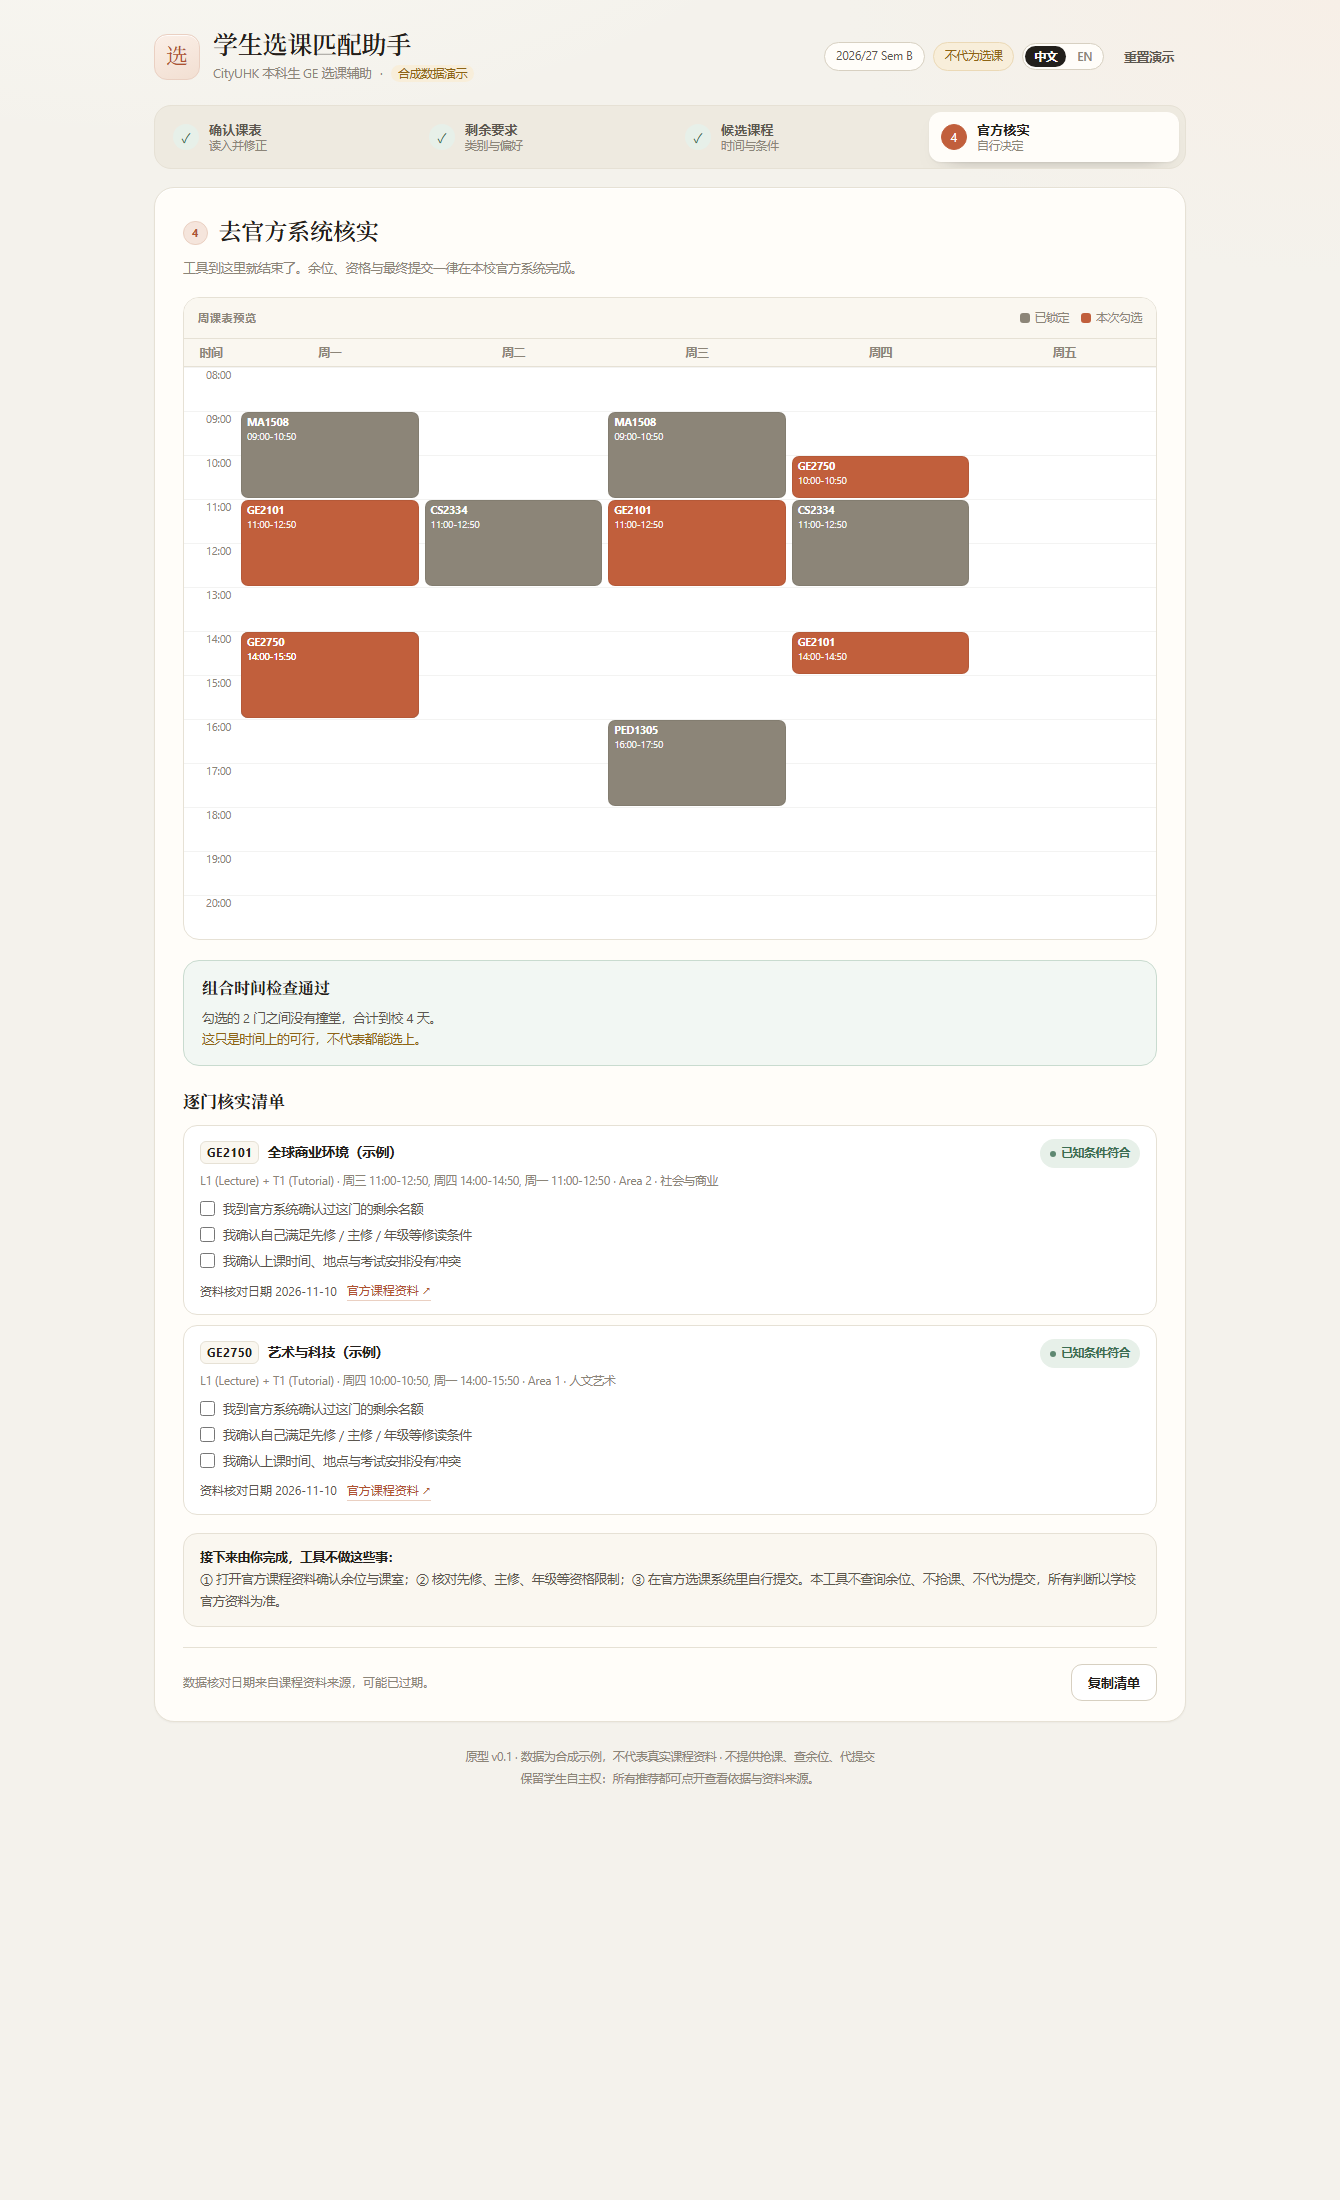 选
学生选课匹配助手
CityUHK 本科生 GE 选课辅助 · 合成数据演示
2026/27 Sem B
不代为选课
中文 EN
重置演示
✓ 确认课表
读入并修正
✓ 剩余要求
类别与偏好
✓ 候选课程
时间与条件
4 官方核实
自行决定
4 去官方系统核实
工具到这里就结束了。余位、资格与最终提交一律在本校官方系统完成。
周课表预览
已锁定 本次勾选
时间 周一 周二 周三 周四 周五
08:00
09:00
MA1508
09:00-10:50
MA1508
09:00-10:50
10:00
GE2750
10:00-10:50
11:00
GE2101
11:00-12:50
CS2334
11:00-12:50
GE2101
11:00-12:50
CS2334
11:00-12:50
12:00
13:00
14:00
GE2750
14:00-15:50
GE2101
14:00-14:50
15:00
16:00
PED1305
16:00-17:50
17:00
18:00
19:00
20:00
组合时间检查通过
勾选的 2 门之间没有撞堂，合计到校 4 天。
这只是时间上的可行，不代表都能选上。
逐门核实清单
GE2101 全球商业环境（示例）
已知条件符合
L1 (Lecture) + T1 (Tutorial) · 周三 11:00-12:50, 周四 14:00-14:50, 周一 11:00-12:50 · Area 2 · 社会与商业
我到官方系统确认过这门的剩余名额
我确认自己满足先修 / 主修 / 年级等修读条件
我确认上课时间、地点与考试安排没有冲突
资料核对日期 2026-11-10 官方课程资料 ↗
GE2750 艺术与科技（示例）
已知条件符合
L1 (Lecture) + T1 (Tutorial) · 周四 10:00-10:50, 周一 14:00-15:50 · Area 1 · 人文艺术
我到官方系统确认过这门的剩余名额
我确认自己满足先修 / 主修 / 年级等修读条件
我确认上课时间、地点与考试安排没有冲突
资料核对日期 2026-11-10 官方课程资料 ↗
接下来由你完成，工具不做这些事：
① 打开官方课程资料确认余位与课室；② 核对先修、主修、年级等资格限制；③ 在官方选课系统里自行提交。本工具不查询余位、不抢课、不代为提交，所有判断以学校
官方资料为准。
数据核对日期来自课程资料来源，可能已过期。
复制清单
原型 v0.1 · 数据为合成示例，不代表真实课程资料 · 不提供抢课、查余位、代提交
保留学生自主权：所有推荐都可点开查看依据与资料来源。